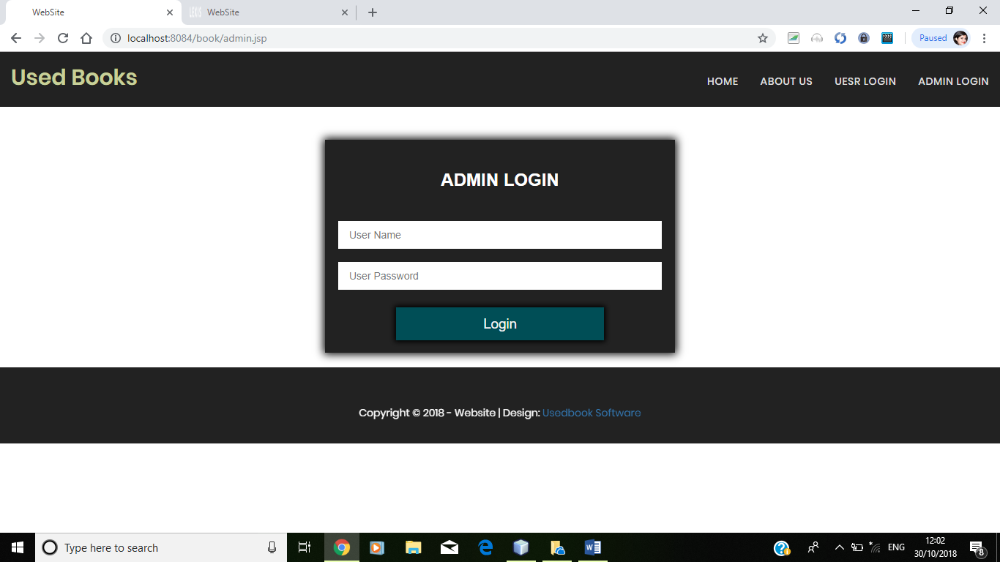 WebSite
LEXIS WebSite
localhost:8084/book/admin.jsp
Paused
Used Books
HOME ABOUT US UESR LOGIN ADMIN LOGIN
ADMIN LOGIN
User Name
User Password
Login
Copyright © 2018 - Website | Design: Usedbook Software
Type here to search
ENG
12:02
30/10/2018
8